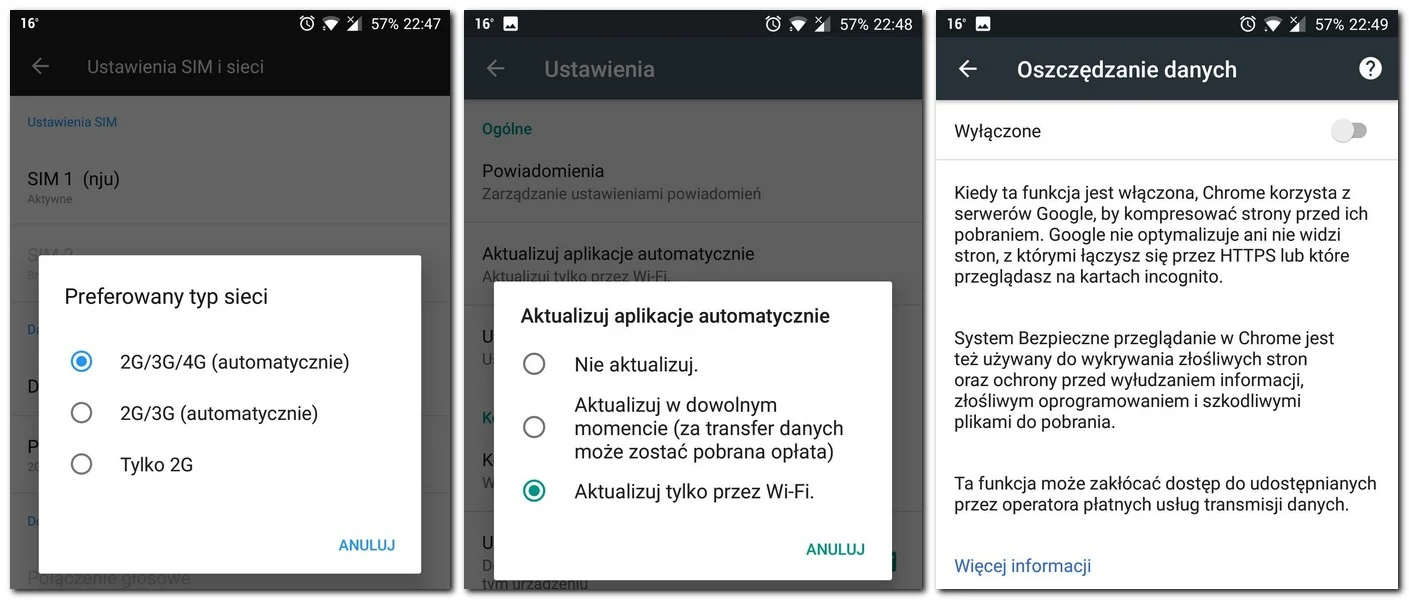 16° 57% 22:47
Ustawienia SIM i sieci
Ustawienia SIM
SIM 1 (nju)
Aktywne
SIM 2
Preferowany typ sieci
2G/3G/4G (automatycznie)
2G/3G (automatycznie)
Tylko 2G
ANULUJ
Połączenie głosowe
16° 57% 22:48
Ustawienia
Ogólne
Powiadomienia
Zarządzanie ustawieniami powiadomień
Aktualizuj aplikacje automatycznie
Aktualizuj tylko przez Wi-Fi.
Aktualizuj aplikacje automatycznie
Nie aktualizuj.
Aktualizuj w dowolnym
momencie (za transfer danych
może zostać pobrana opłata)
Aktualizuj tylko przez Wi-Fi.
ANULUJ
tym urządzeniu
16° 57% 22:49
Oszczędzanie danych
Wyłączone
Kiedy ta funkcja jest włączona, Chrome korzysta z
serwerów Google, by kompresować strony przed ich
pobraniem. Google nie optymalizuje ani nie widzi
stron, z którymi łączysz się przez HTTPS lub które
przeglądasz na kartach incognito.
System Bezpieczne przeglądanie w Chrome jest
też używany do wykrywania złośliwych stron
oraz ochrony przed wyłudzaniem informacji,
złośliwym oprogramowaniem i szkodliwymi
plikami do pobrania.
Ta funkcja może zakłócać dostęp do udostępnianych
przez operatora płatnych usług transmisji danych.
Więcej informacji